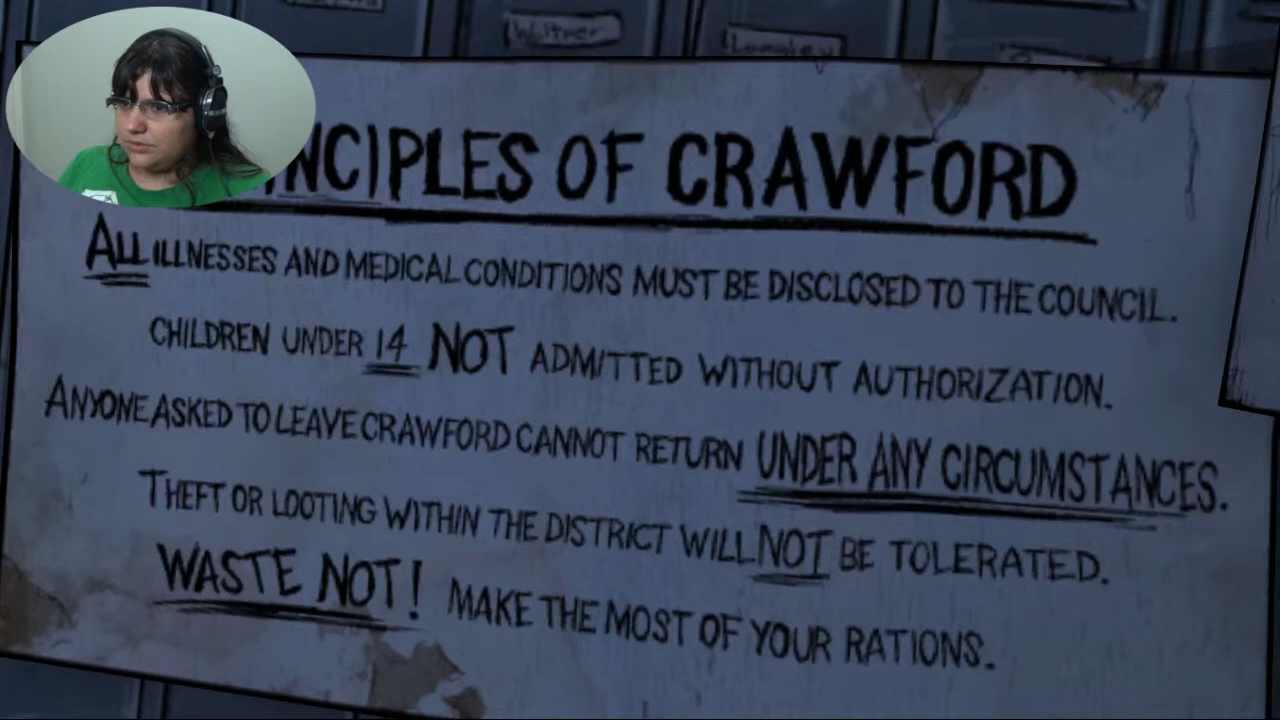 Wa
NCIPLES OF CRAWFORD
ALL ILLNESSES AND MEDICAL CONDITIONS MUST BE DISCLOSED TO THE COUNCIL.
CHILDREN UNDER 14 NOT ADMITTED WITHOUT AUTHORIZATION.
ANYONE ASKED TO LEAVE CRAWFORD CANNOT RETURN UNDER ANY CIRCUMSTANCES.
THEFT OR LOOTING WITHIN THE DISTRICT WILL NOT BE TOLERATED.
WASTE NOT! MAKE THE MOST OF YOUR RATIONS.